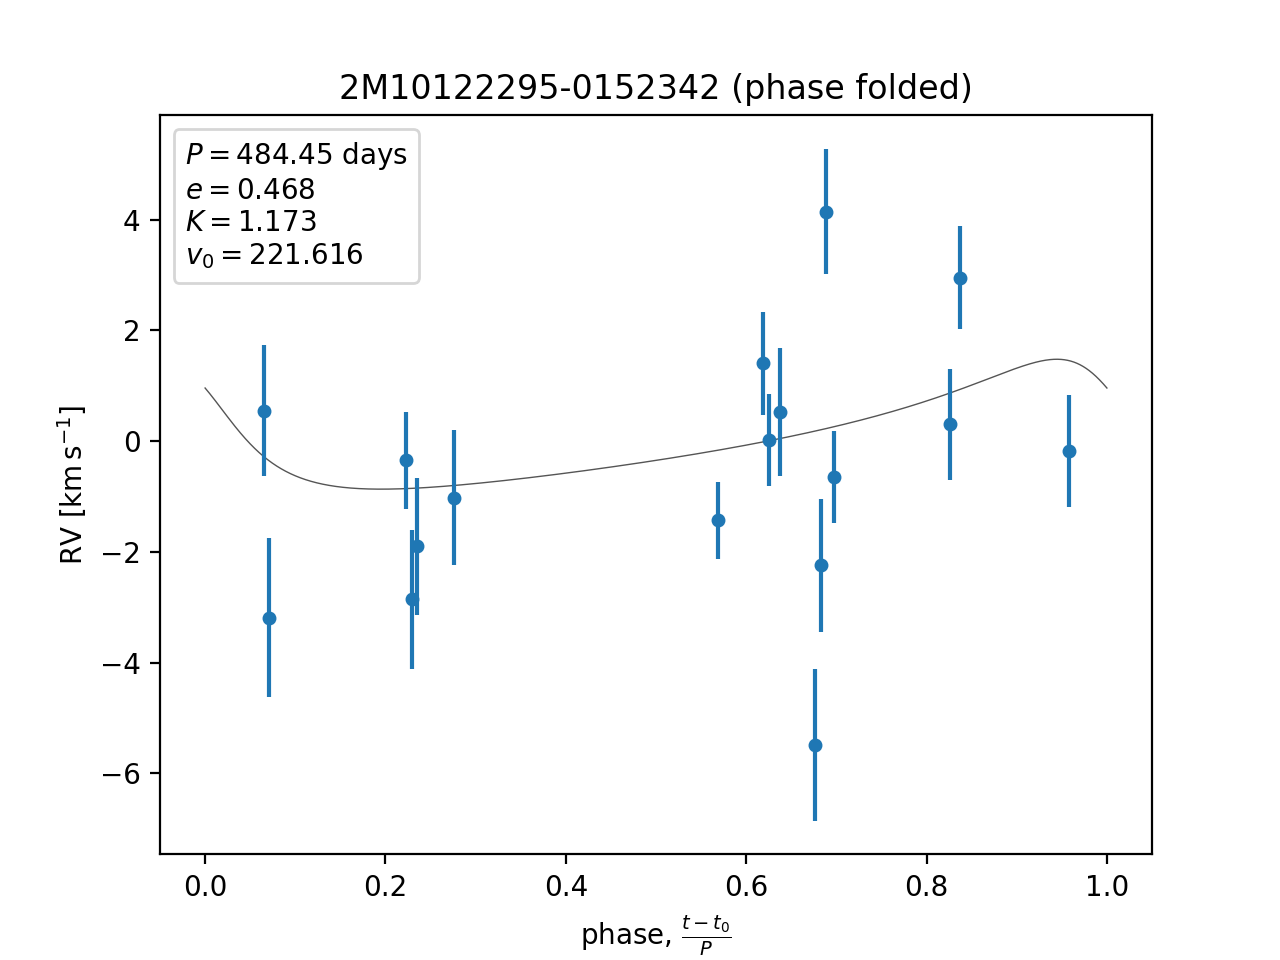 2M10122295-0152342 (phase folded)
P = 484.45 days
e = 0.468
K = 1.173
v₀ = 221.616
4
2
0
−2
−4
−6
RV [km s⁻¹]
0.0 0.2 0.4 0.6 0.8 1.0
phase, (t − t₀)/P